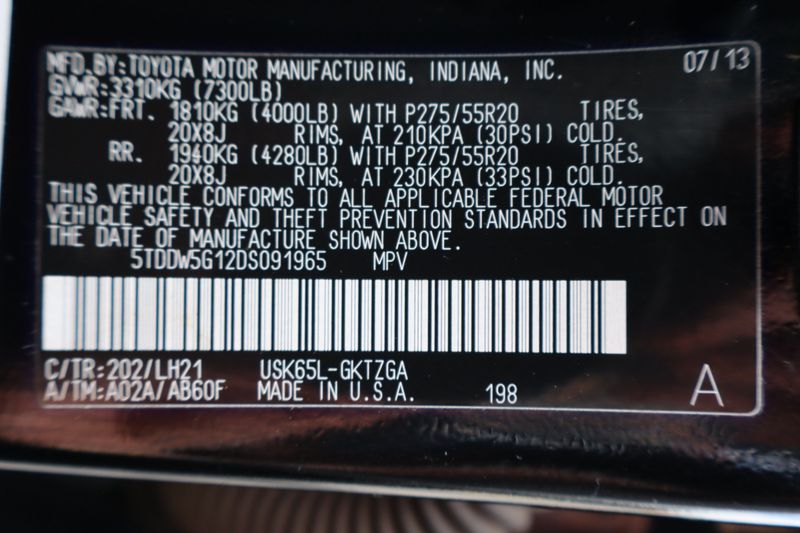 MFD.BY:TOYOTA MOTOR MANUFACTURING, INDIANA, INC. 07/13
GVWR:3310KG (7300LB)
GAWR:FRT. 1810KG (4000LB) WITH P275/55R20 TIRES,
20X8J RIMS, AT 210KPA (30PSI) COLD.
RR. 1940KG (4280LB) WITH P275/55R20 TIRES,
20X8J RIMS, AT 230KPA (33PSI) COLD.
THIS VEHICLE CONFORMS TO ALL APPLICABLE FEDERAL MOTOR
VEHICLE SAFETY AND THEFT PREVENTION STANDARDS IN EFFECT ON
THE DATE OF MANUFACTURE SHOWN ABOVE.
5TDDW5G12DS091965 MPV
C/TR:202/LH21 USK65L-GKTZGA
A/TM:A02A/AB60F MADE IN U.S.A. 198 A